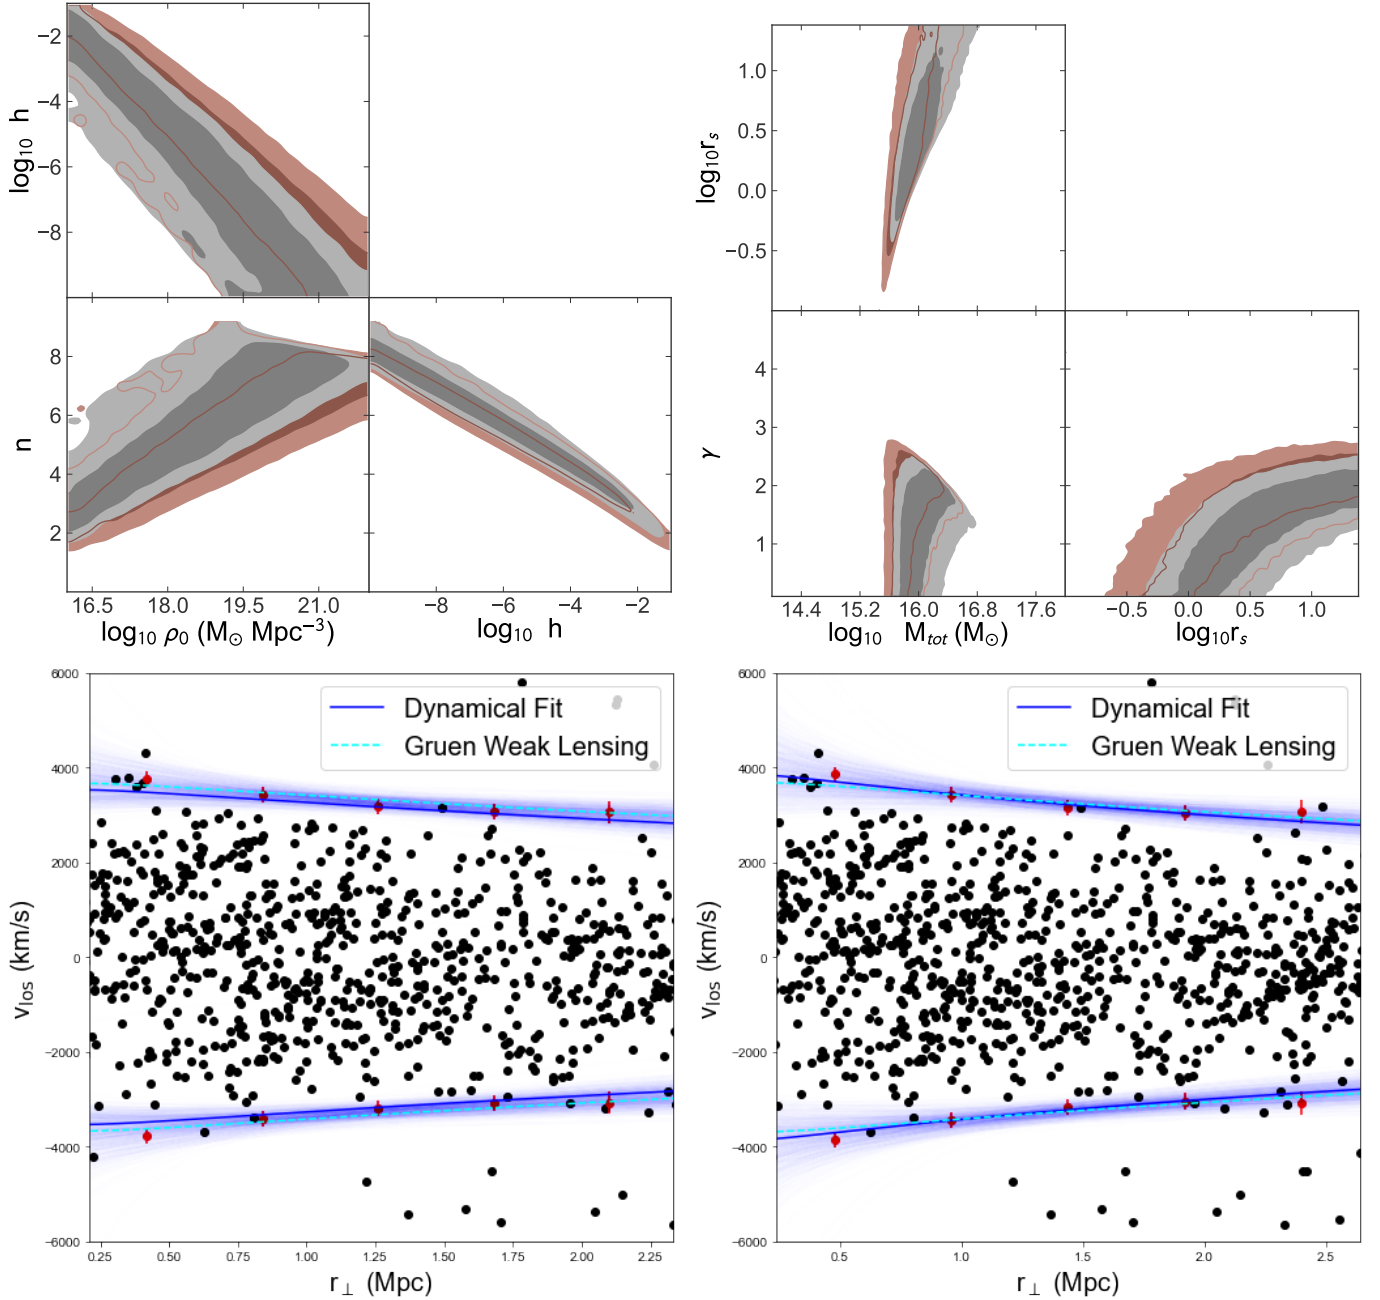 −2
−4
−6
−8
log₁₀ h
8
6
4
2
n
16.5 18.0 19.5 21.0
log₁₀ ρ₀ (M⊙ Mpc⁻³)
−8 −6 −4 −2
log₁₀ h
1.0
0.5
0.0
−0.5
log₁₀rₛ
4
3
2
1
γ
14.4 15.2 16.0 16.8 17.6
log₁₀ M_tot (M⊙)
−0.5 0.0 0.5 1.0
log₁₀rₛ
6000
4000
2000
0
−2000
−4000
−6000
v_los (km/s)
Dynamical Fit
Gruen Weak Lensing
0.25 0.50 0.75 1.00 1.25 1.50 1.75 2.00 2.25
r⊥ (Mpc)
6000
4000
2000
0
−2000
−4000
−6000
v_los (km/s)
Dynamical Fit
Gruen Weak Lensing
0.5 1.0 1.5 2.0 2.5
r⊥ (Mpc)